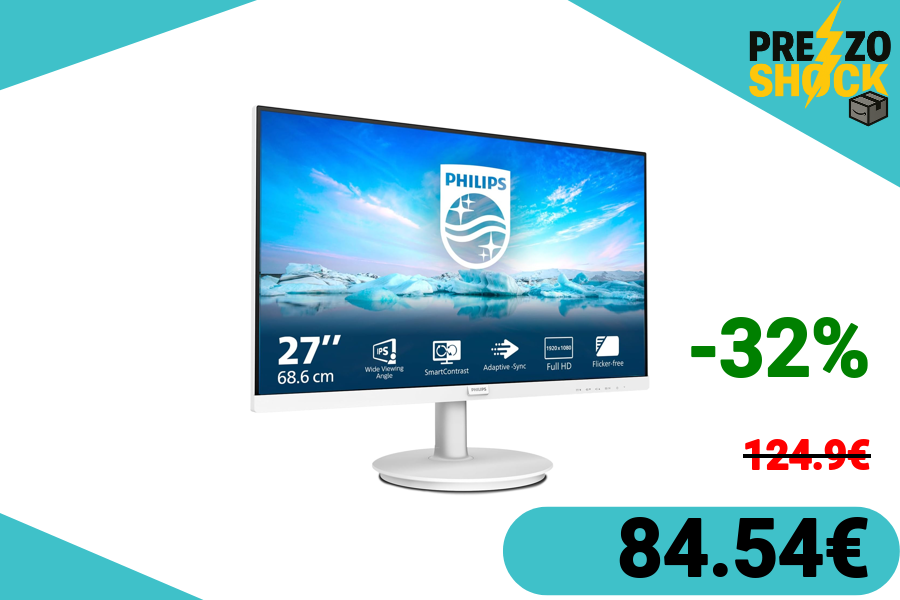 PREZZO
SHOCK
PHILIPS
27’’
68.6 cm
IPS
Wide Viewing
Angle
SmartContrast
Adaptive -Sync
1920 x 1080
Full HD
Flicker-free
PHILIPS
-32%
124.9€
84.54€